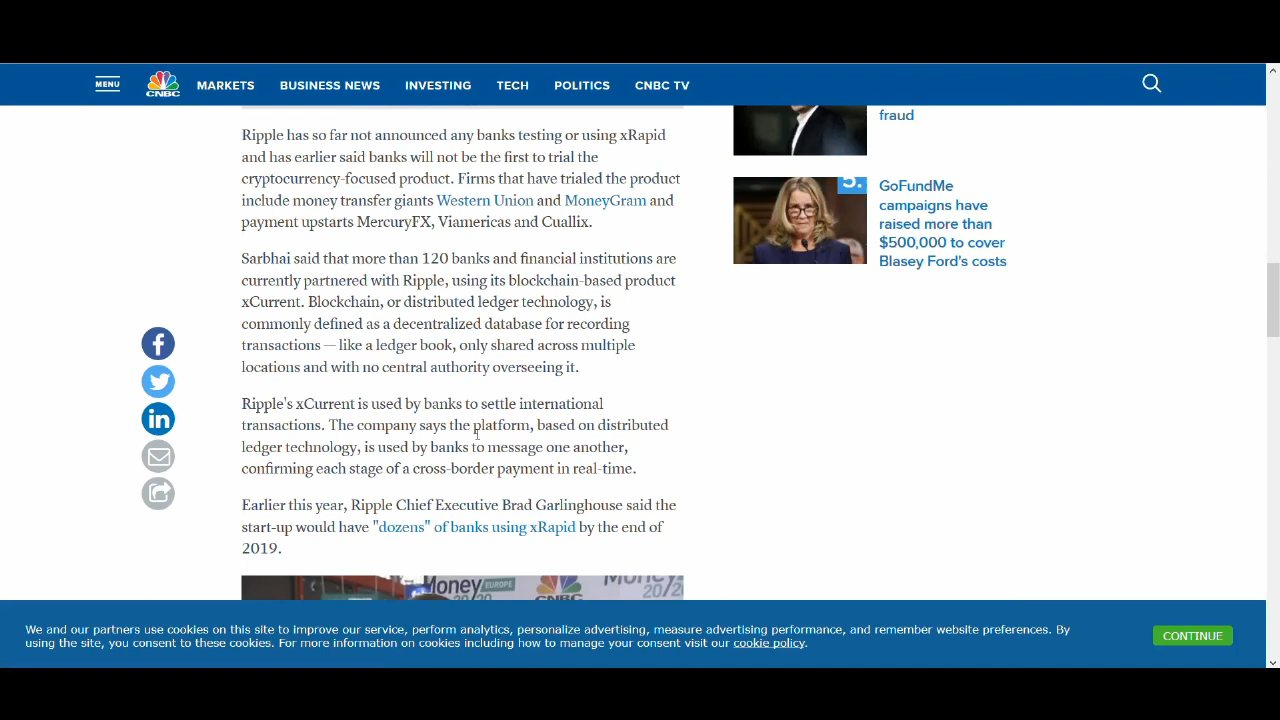 MENU
CNBC
MARKETS
BUSINESS NEWS
INVESTING
TECH
POLITICS
CNBC TV
Ripple has so far not announced any banks testing or using xRapid
and has earlier said banks will not be the first to trial the
cryptocurrency-focused product. Firms that have trialed the product
include money transfer giants Western Union and MoneyGram and
payment upstarts MercuryFX, Viamericas and Cuallix.
Sarbhai said that more than 120 banks and financial institutions are
currently partnered with Ripple, using its blockchain-based product
xCurrent. Blockchain, or distributed ledger technology, is
commonly defined as a decentralized database for recording
transactions — like a ledger book, only shared across multiple
locations and with no central authority overseeing it.
Ripple's xCurrent is used by banks to settle international
transactions. The company says the platform, based on distributed
ledger technology, is used by banks to message one another,
confirming each stage of a cross-border payment in real-time.
Earlier this year, Ripple Chief Executive Brad Garlinghouse said the
start-up would have "dozens" of banks using xRapid by the end of
2019.
Money
20/20
EUROPE
CNBC
Money
20/20
fraud
5.
GoFundMe
campaigns have
raised more than
$500,000 to cover
Blasey Ford's costs
We and our partners use cookies on this site to improve our service, perform analytics, personalize advertising, measure advertising performance, and remember website preferences. By
using the site, you consent to these cookies. For more information on cookies including how to manage your consent visit our cookie policy.
CONTINUE